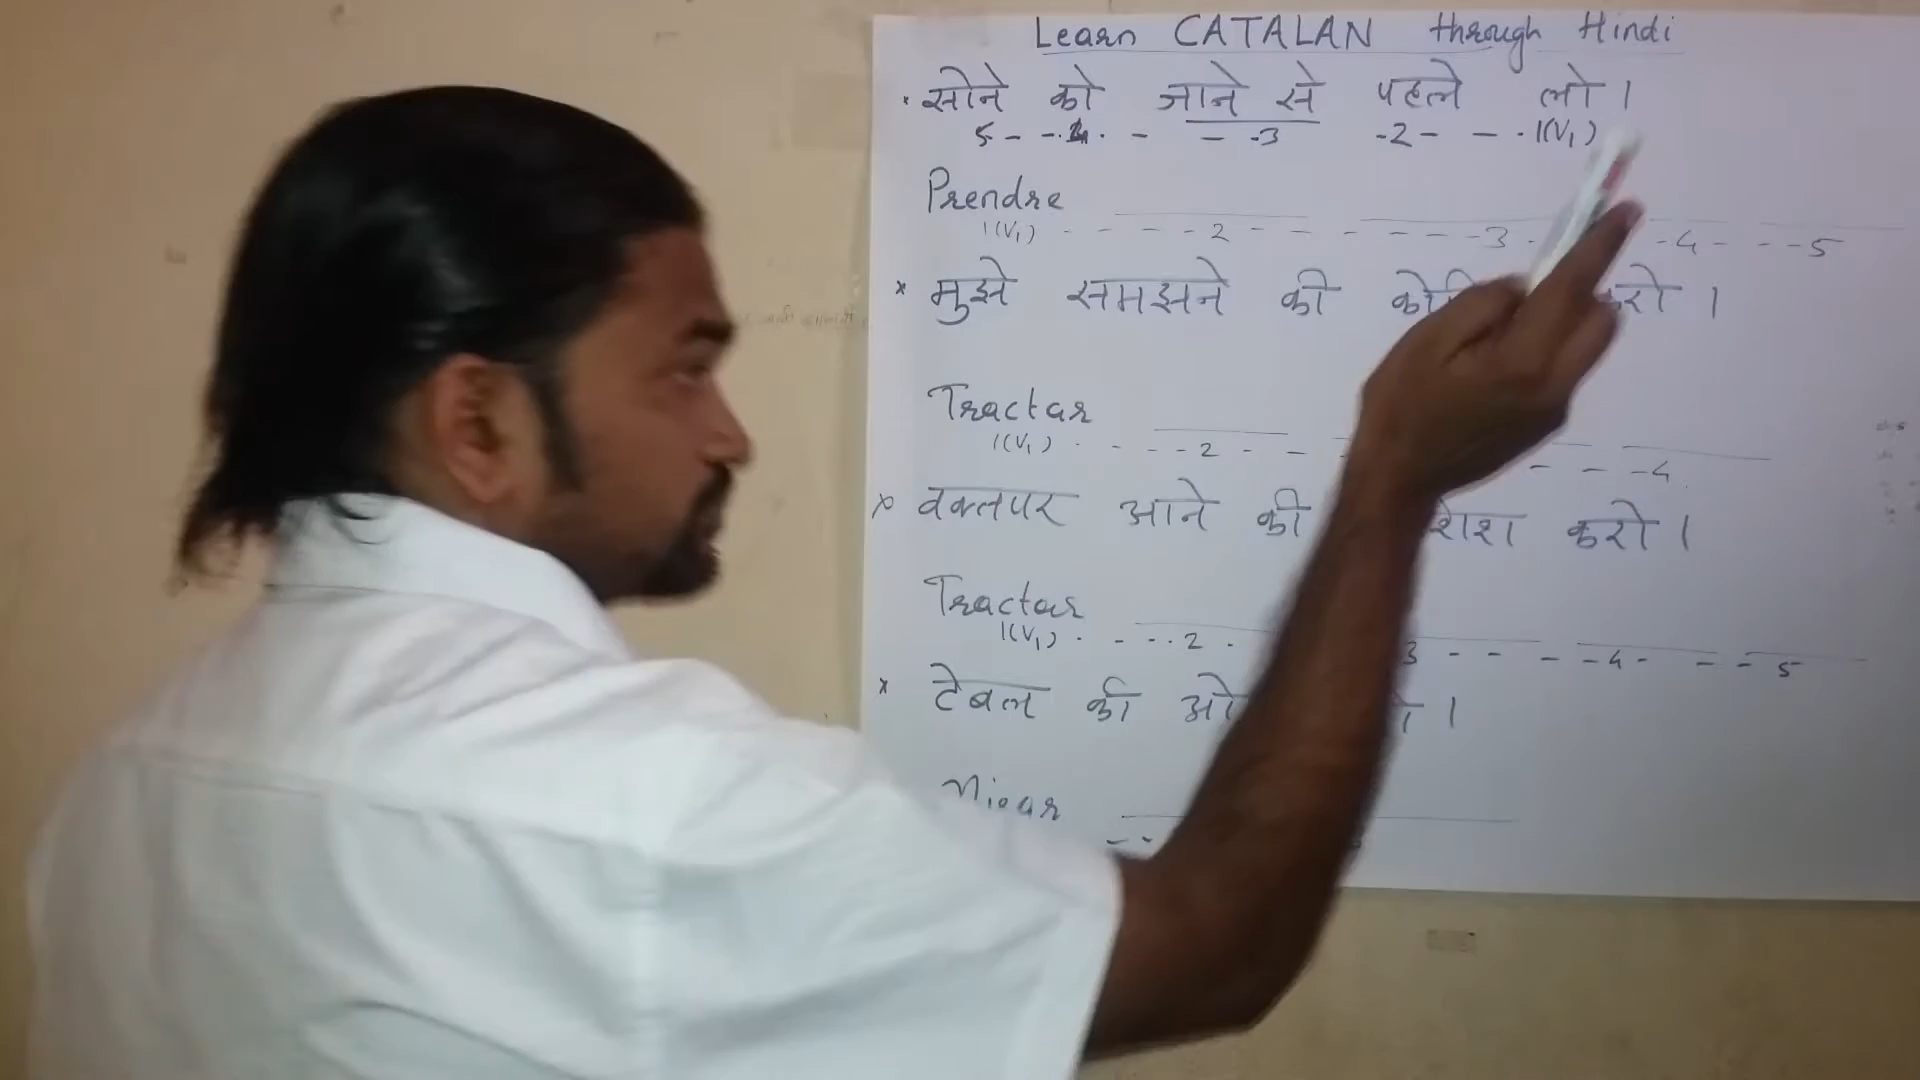 Learn CATALAN through Hindi
· सोने को जाने से पहले लो ।
5 - - . 4 . - - - 3 - 2 - - . 1(V₁)
Prendre
1(V₁) - - - - 2 - - - - - - 3 - - 4 - - - - 5
x मुझे समझने की करो ।
Tractar
1(V₁) . - - - 2 - - - - - 4
x वक्तपर आने की शिश करो ।
Tractar
1(V₁) . - - . . 2 . 3 - - - - 4 - - - 5
x टेबल की ओ ।